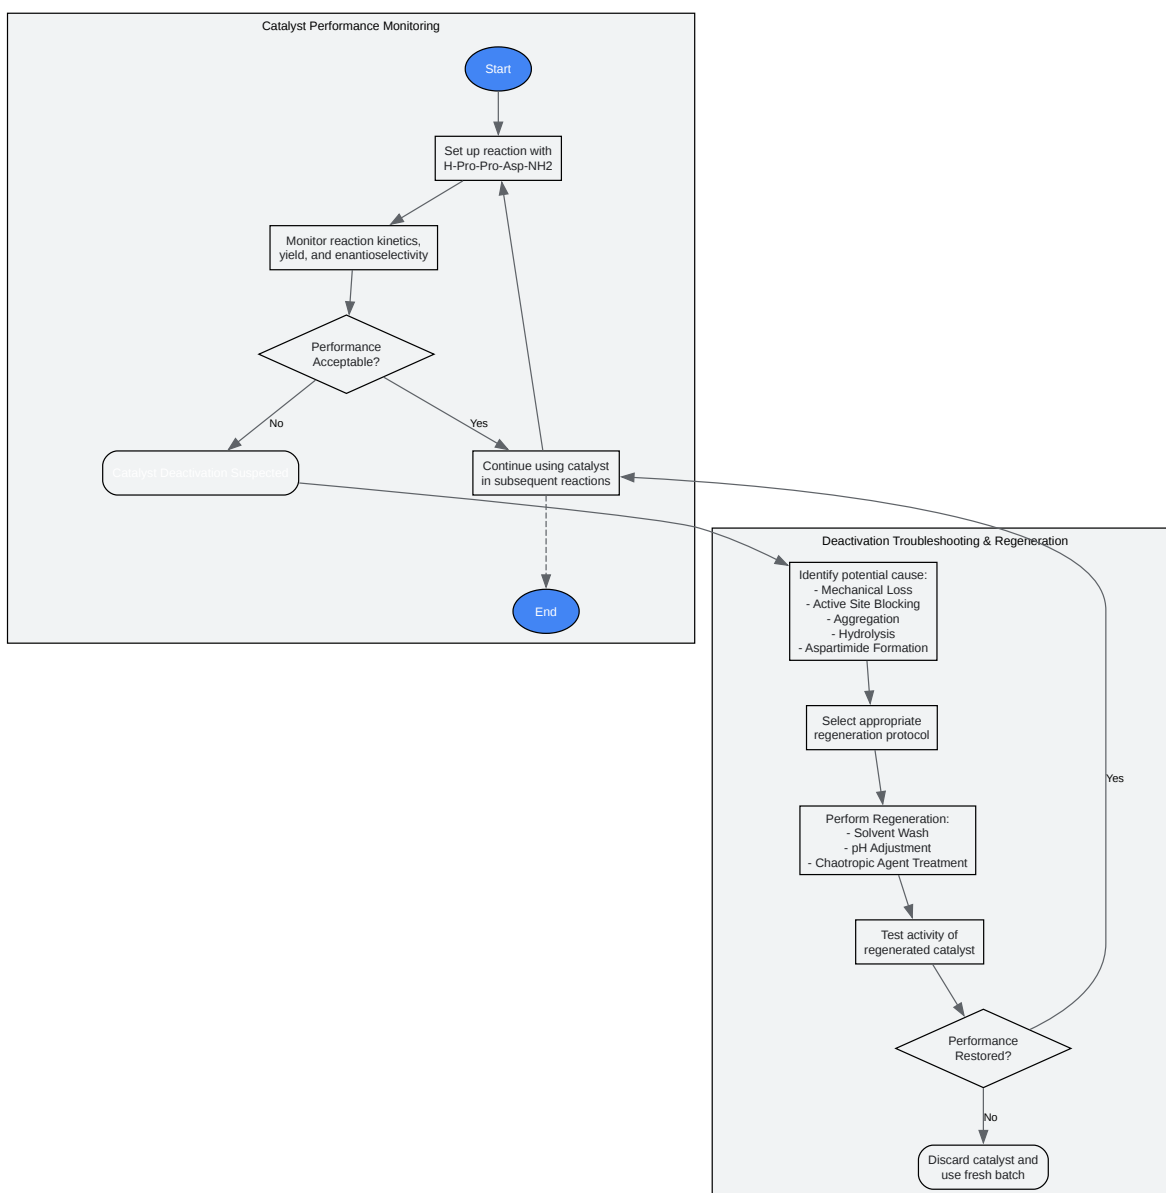 Catalyst Performance Monitoring
Start
Set up reaction with
H-Pro-Pro-Asp-NH2
Monitor reaction kinetics,
yield, and enantioselectivity
Performance
Acceptable?
No
Yes
Catalyst Deactivation Suspected
Continue using catalyst
in subsequent reactions
End
Deactivation Troubleshooting & Regeneration
Identify potential cause:
- Mechanical Loss
- Active Site Blocking
- Aggregation
- Hydrolysis
- Aspartimide Formation
Select appropriate
regeneration protocol
Yes
Perform Regeneration:
- Solvent Wash
- pH Adjustment
- Chaotropic Agent Treatment
Test activity of
regenerated catalyst
Performance
Restored?
No
Discard catalyst and
use fresh batch